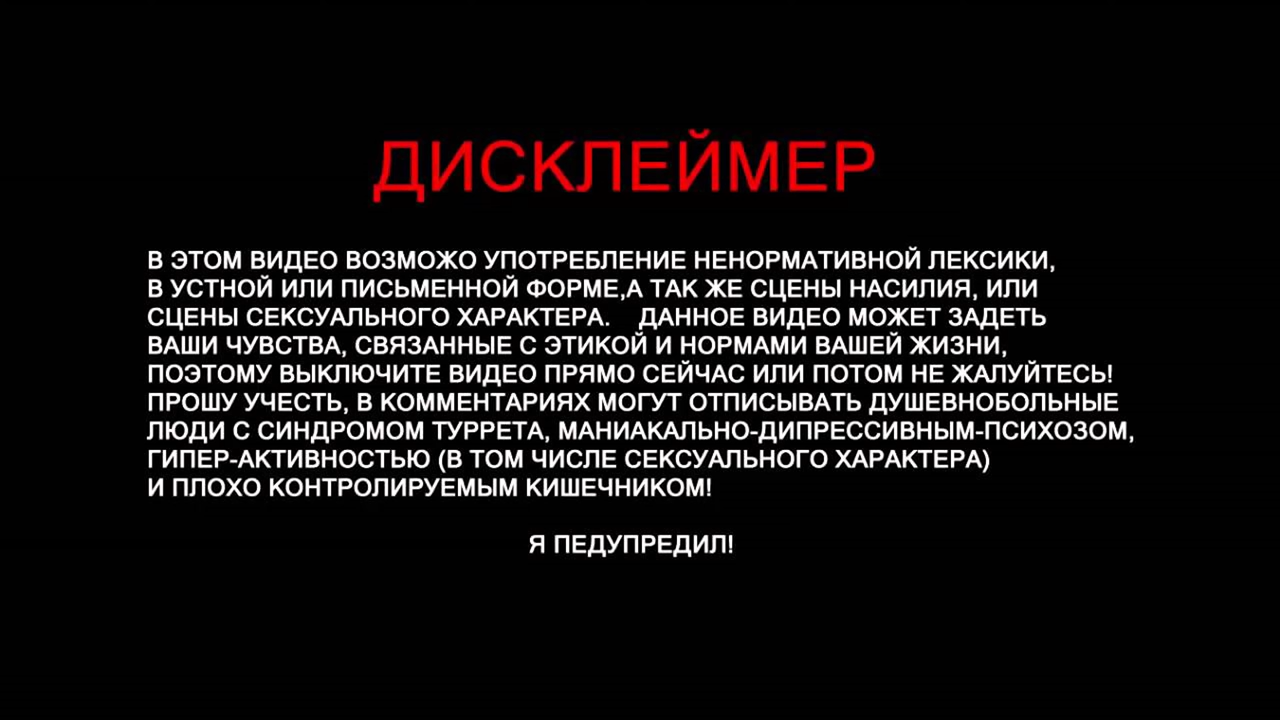 ДИСКЛЕЙМЕР
В ЭТОМ ВИДЕО ВОЗМОЖО УПОТРЕБЛЕНИЕ НЕНОРМАТИВНОЙ ЛЕКСИКИ,
В УСТНОЙ ИЛИ ПИСЬМЕННОЙ ФОРМЕ,А ТАК ЖЕ СЦЕНЫ НАСИЛИЯ, ИЛИ
СЦЕНЫ СЕКСУАЛЬНОГО ХАРАКТЕРА. ДАННОЕ ВИДЕО МОЖЕТ ЗАДЕТЬ
ВАШИ ЧУВСТВА, СВЯЗАННЫЕ С ЭТИКОЙ И НОРМАМИ ВАШЕЙ ЖИЗНИ,
ПОЭТОМУ ВЫКЛЮЧИТЕ ВИДЕО ПРЯМО СЕЙЧАС ИЛИ ПОТОМ НЕ ЖАЛУЙТЕСЬ!
ПРОШУ УЧЕСТЬ, В КОММЕНТАРИЯХ МОГУТ ОТПИСЫВАТЬ ДУШЕВНОБОЛЬНЫЕ
ЛЮДИ С СИНДРОМОМ ТУРРЕТА, МАНИАКАЛЬНО-ДИПРЕССИВНЫМ-ПСИХОЗОМ,
ГИПЕР-АКТИВНОСТЬЮ (В ТОМ ЧИСЛЕ СЕКСУАЛЬНОГО ХАРАКТЕРА)
И ПЛОХО КОНТРОЛИРУЕМЫМ КИШЕЧНИКОМ!
Я ПЕДУПРЕДИЛ!